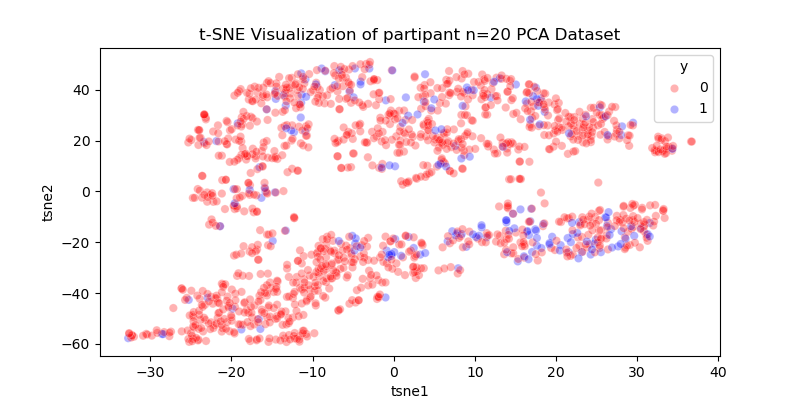 t-SNE Visualization of partipant n=20 PCA Dataset
y
0
1
40
20
0
−20
−40
−60
tsne2
−30 −20 −10 0 10 20 30 40
tsne1